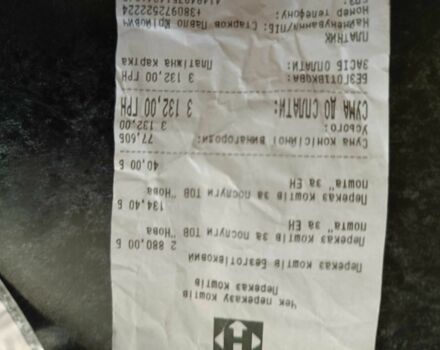 Чек переказу коштів
Переказ коштів
Переказ коштів безготівковий
2 880,00 Б
Переказ коштів за послуги ТОВ "Нова
пошта" за ЕН
134,40 Б
Переказ коштів за послуги ТОВ "Нова
пошта" за ЕН
40,00 Б
Сума комісійної винагороди: 77,60Б
Усього: 3 132,00
СУМА ДО СПЛАТИ: 3 132,00 ГРН
БЕЗГОТІВКОВА: 3 132,00 ГРН
ЗАСІБ ОПЛАТИ: Платіжна картка
ПЛАТНИК
Найменування/ПІБ: Старков Павло
Номер телефону: +380972522224